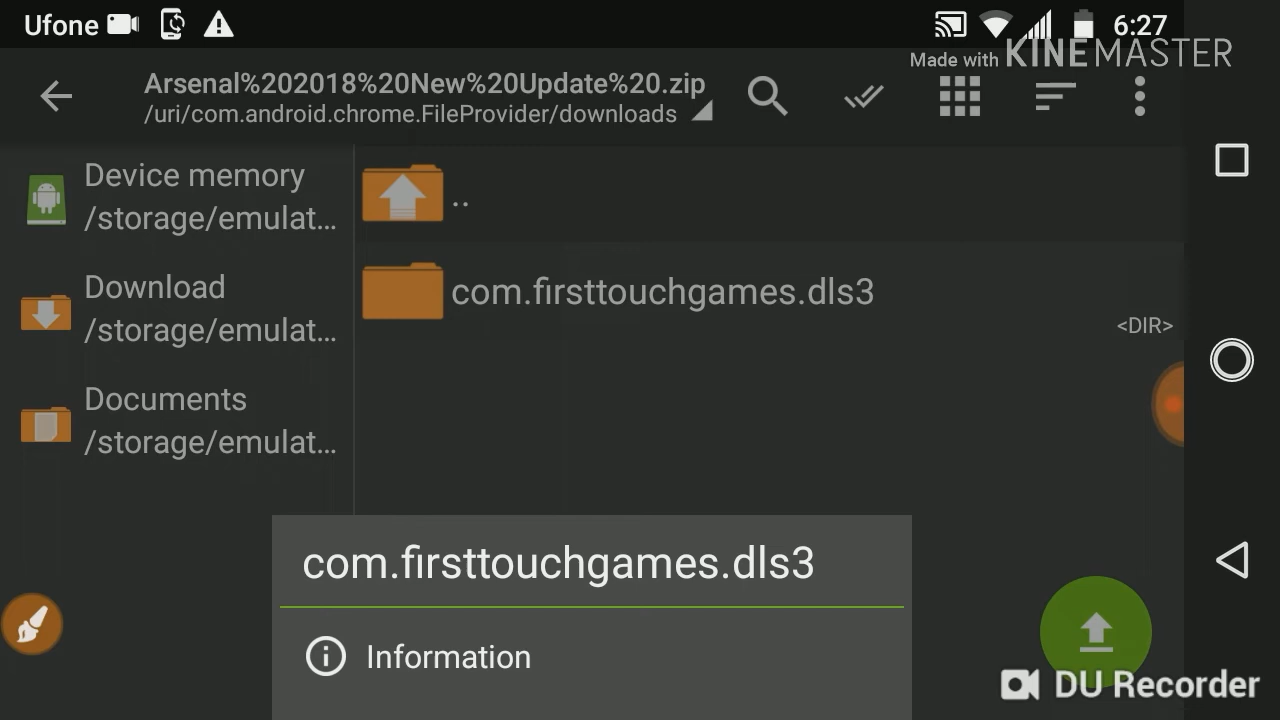 Ufone
6:27
Made with KINEMASTER
Arsenal%202018%20New%20Update%20.zip
/uri/com.android.chrome.FileProvider/downloads
Device memory
/storage/emulat...
..
Download
/storage/emulat...
com.firsttouchgames.dls3
<DIR>
Documents
/storage/emulat...
com.firsttouchgames.dls3
Information
DU Recorder